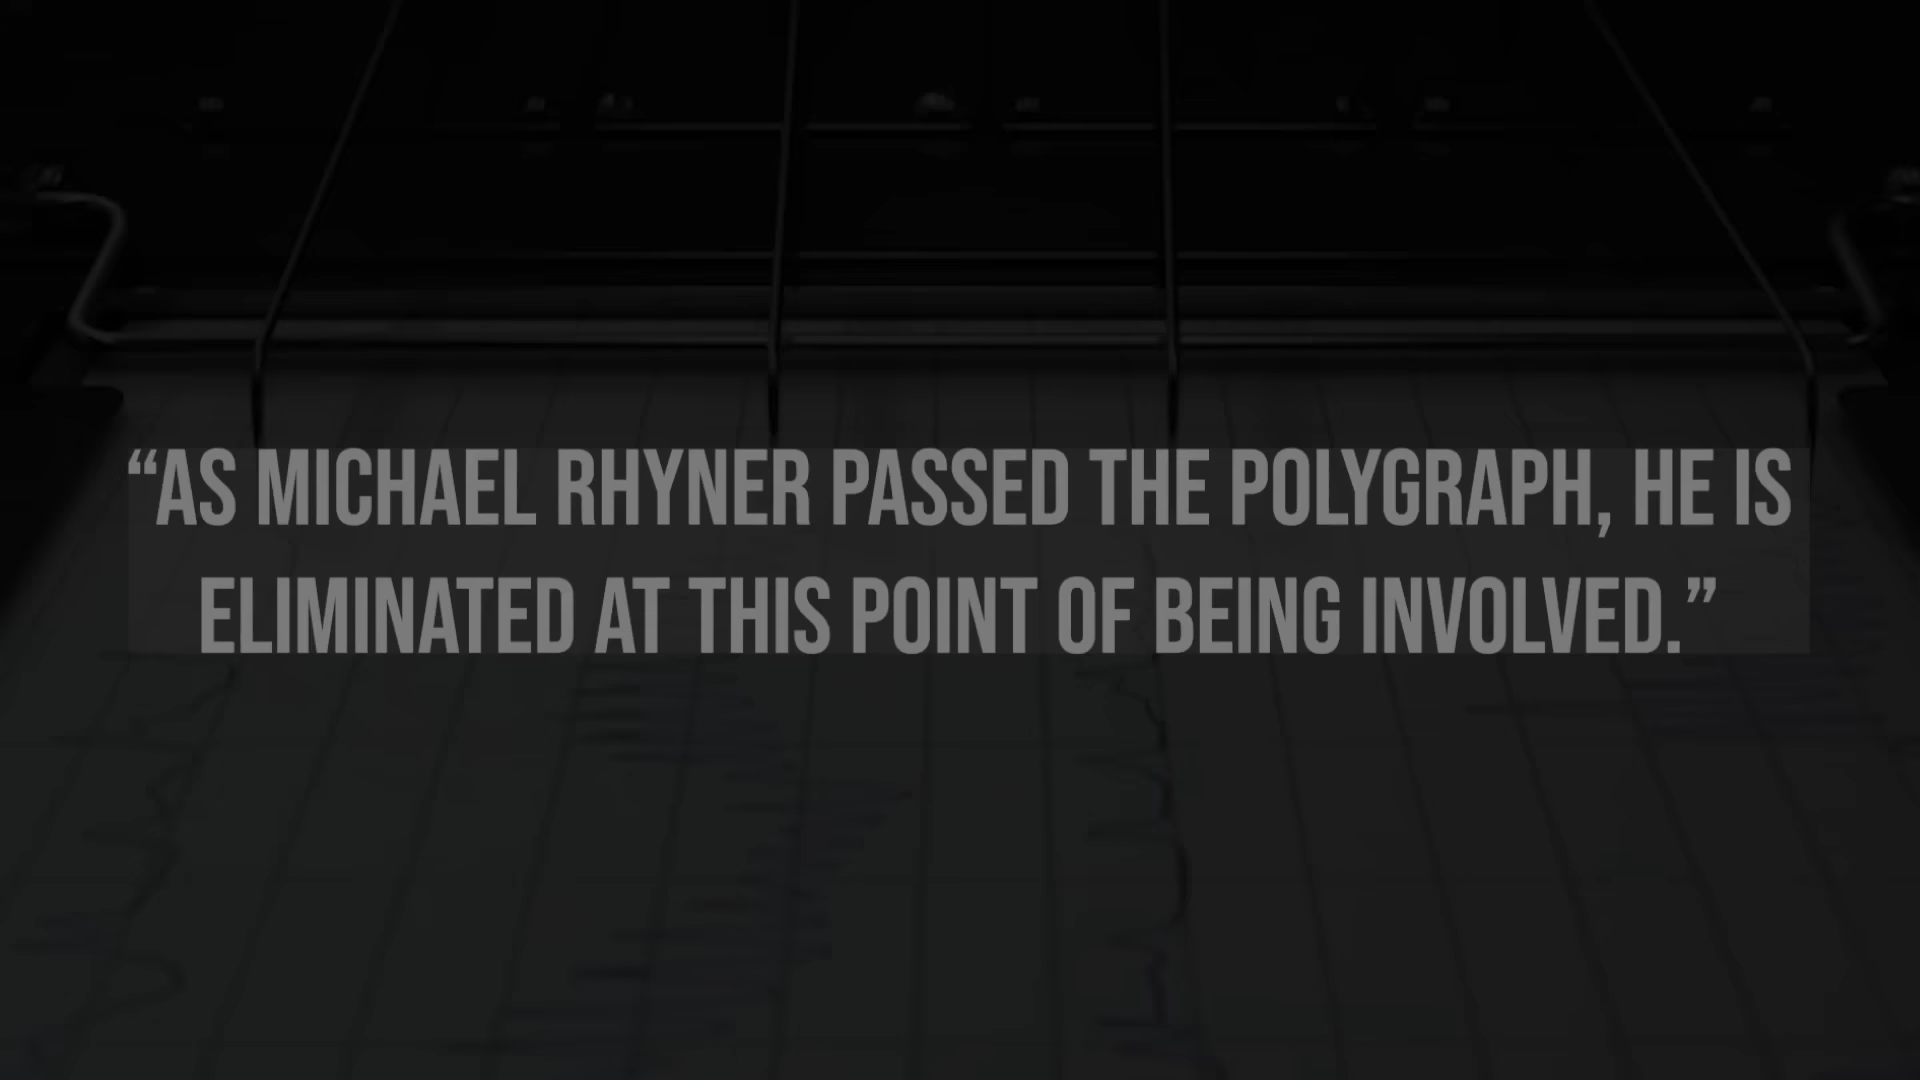 “AS MICHAEL RHYNER PASSED THE POLYGRAPH, HE IS
ELIMINATED AT THIS POINT OF BEING INVOLVED.”